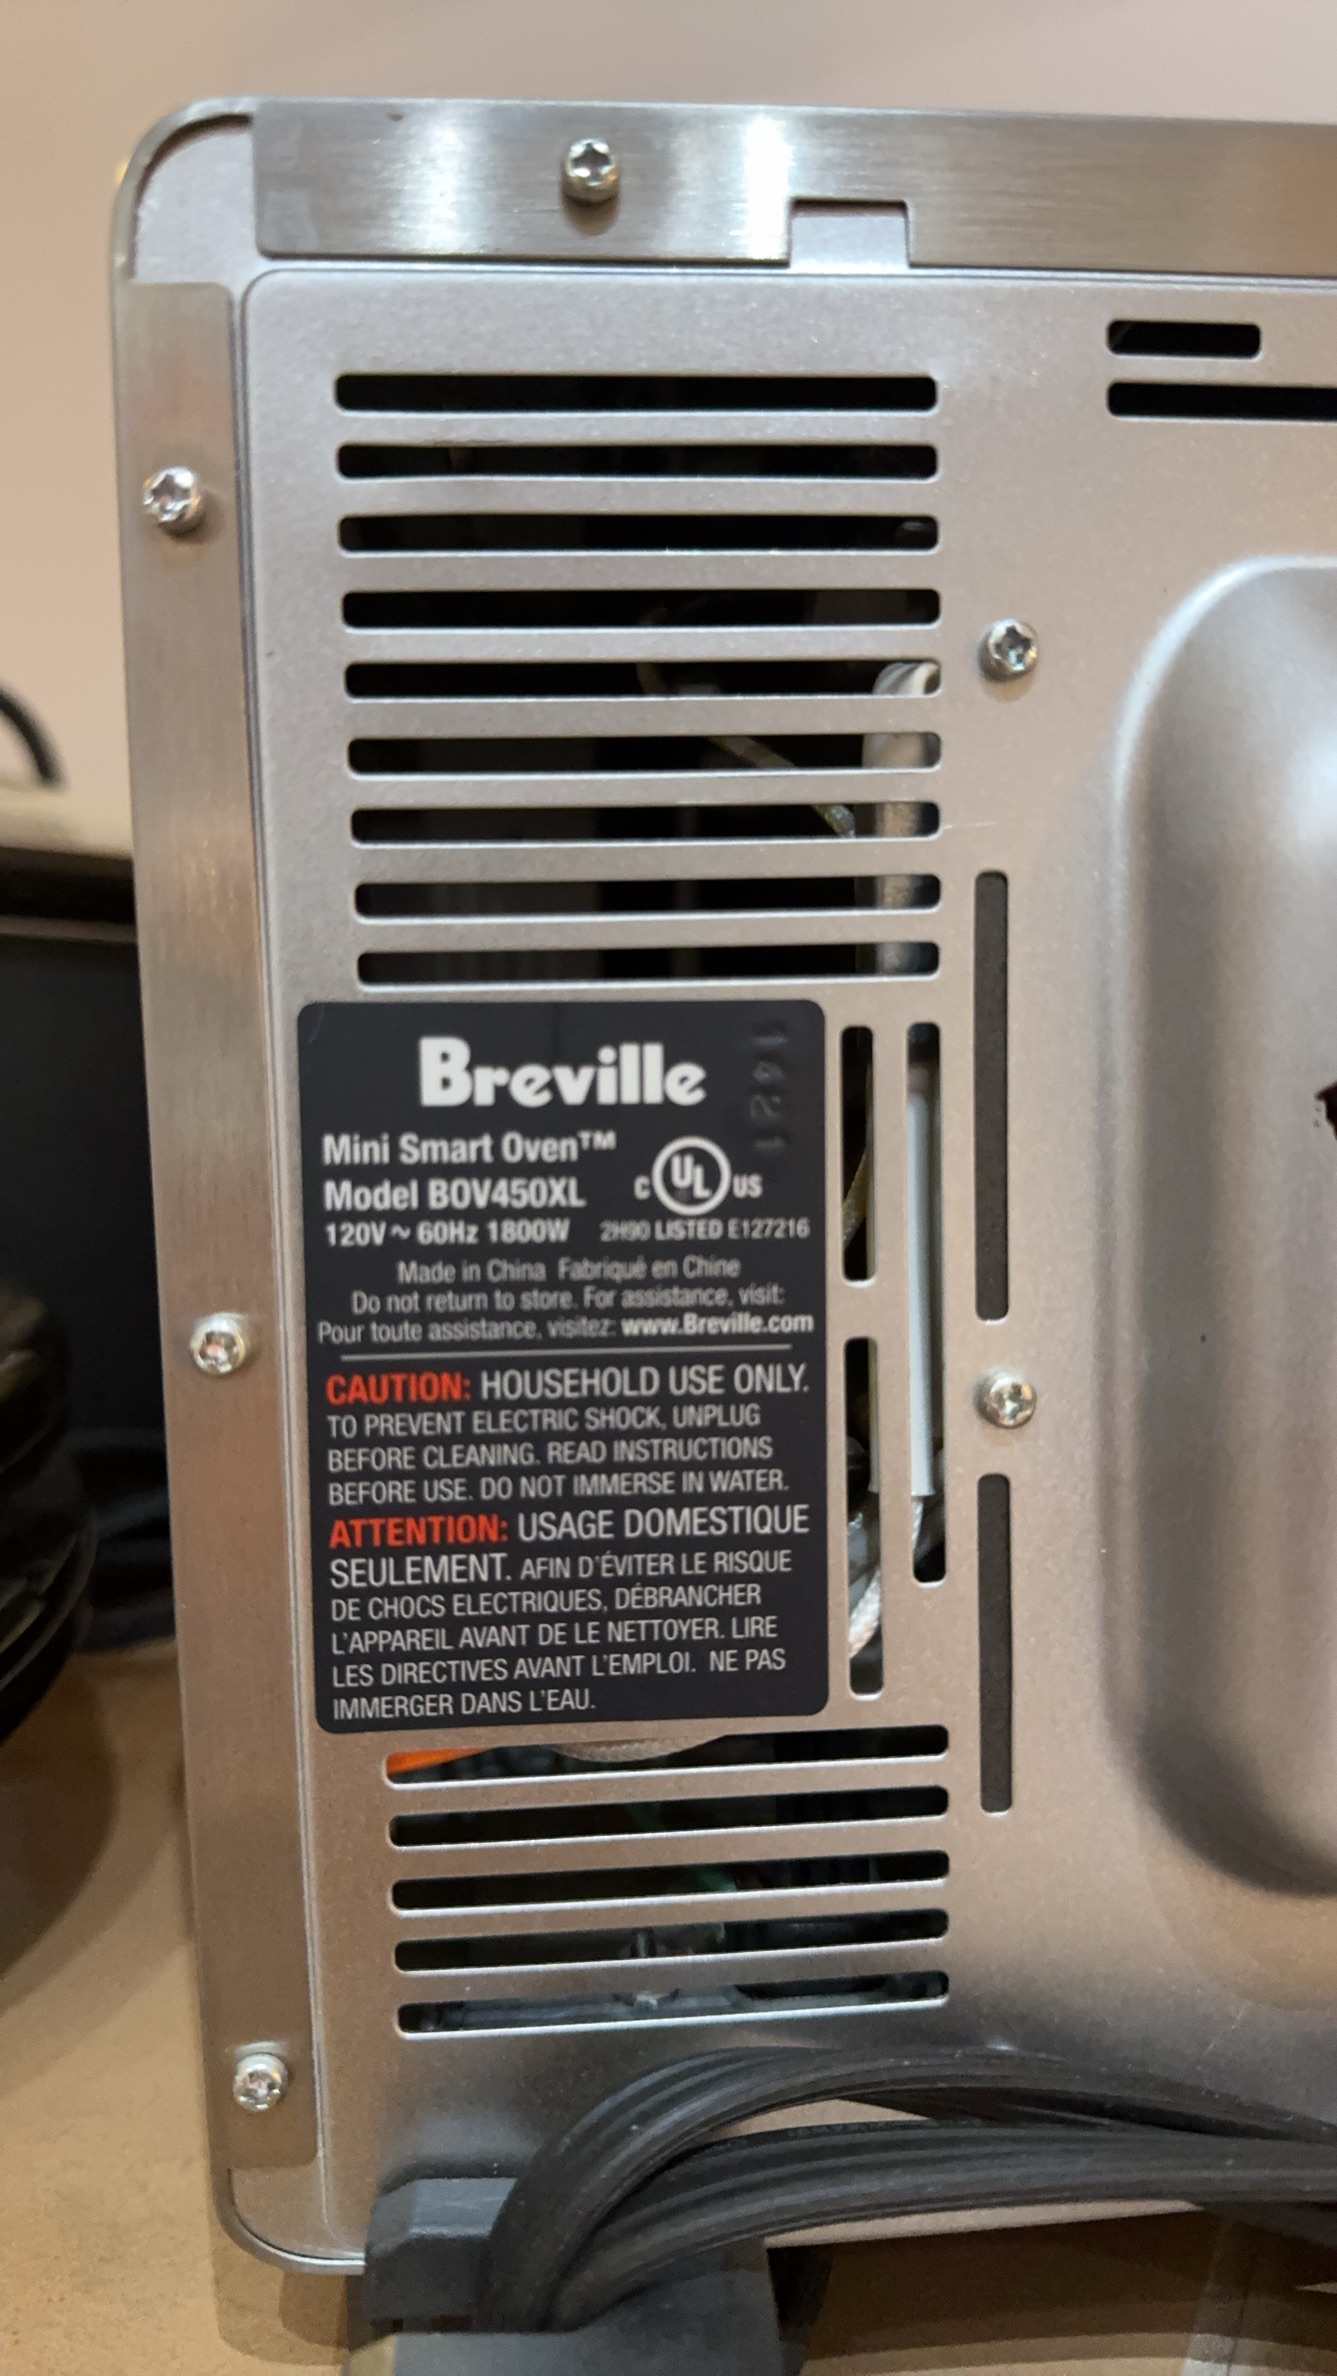 Breville
1621
Mini Smart Oven™
Model BOV450XL
C UL US
120V ~ 60Hz 1800W 2H90 LISTED E127216
Made in China Fabriqué en Chine
Do not return to store. For assistance, visit:
Pour toute assistance, visitez: www.Breville.com
CAUTION: HOUSEHOLD USE ONLY.
TO PREVENT ELECTRIC SHOCK, UNPLUG
BEFORE CLEANING. READ INSTRUCTIONS
BEFORE USE. DO NOT IMMERSE IN WATER.
ATTENTION: USAGE DOMESTIQUE
SEULEMENT. AFIN D'ÉVITER LE RISQUE
DE CHOCS ELECTRIQUES, DÉBRANCHER
L'APPAREIL AVANT DE LE NETTOYER. LIRE
LES DIRECTIVES AVANT L'EMPLOI. NE PAS
IMMERGER DANS L'EAU.